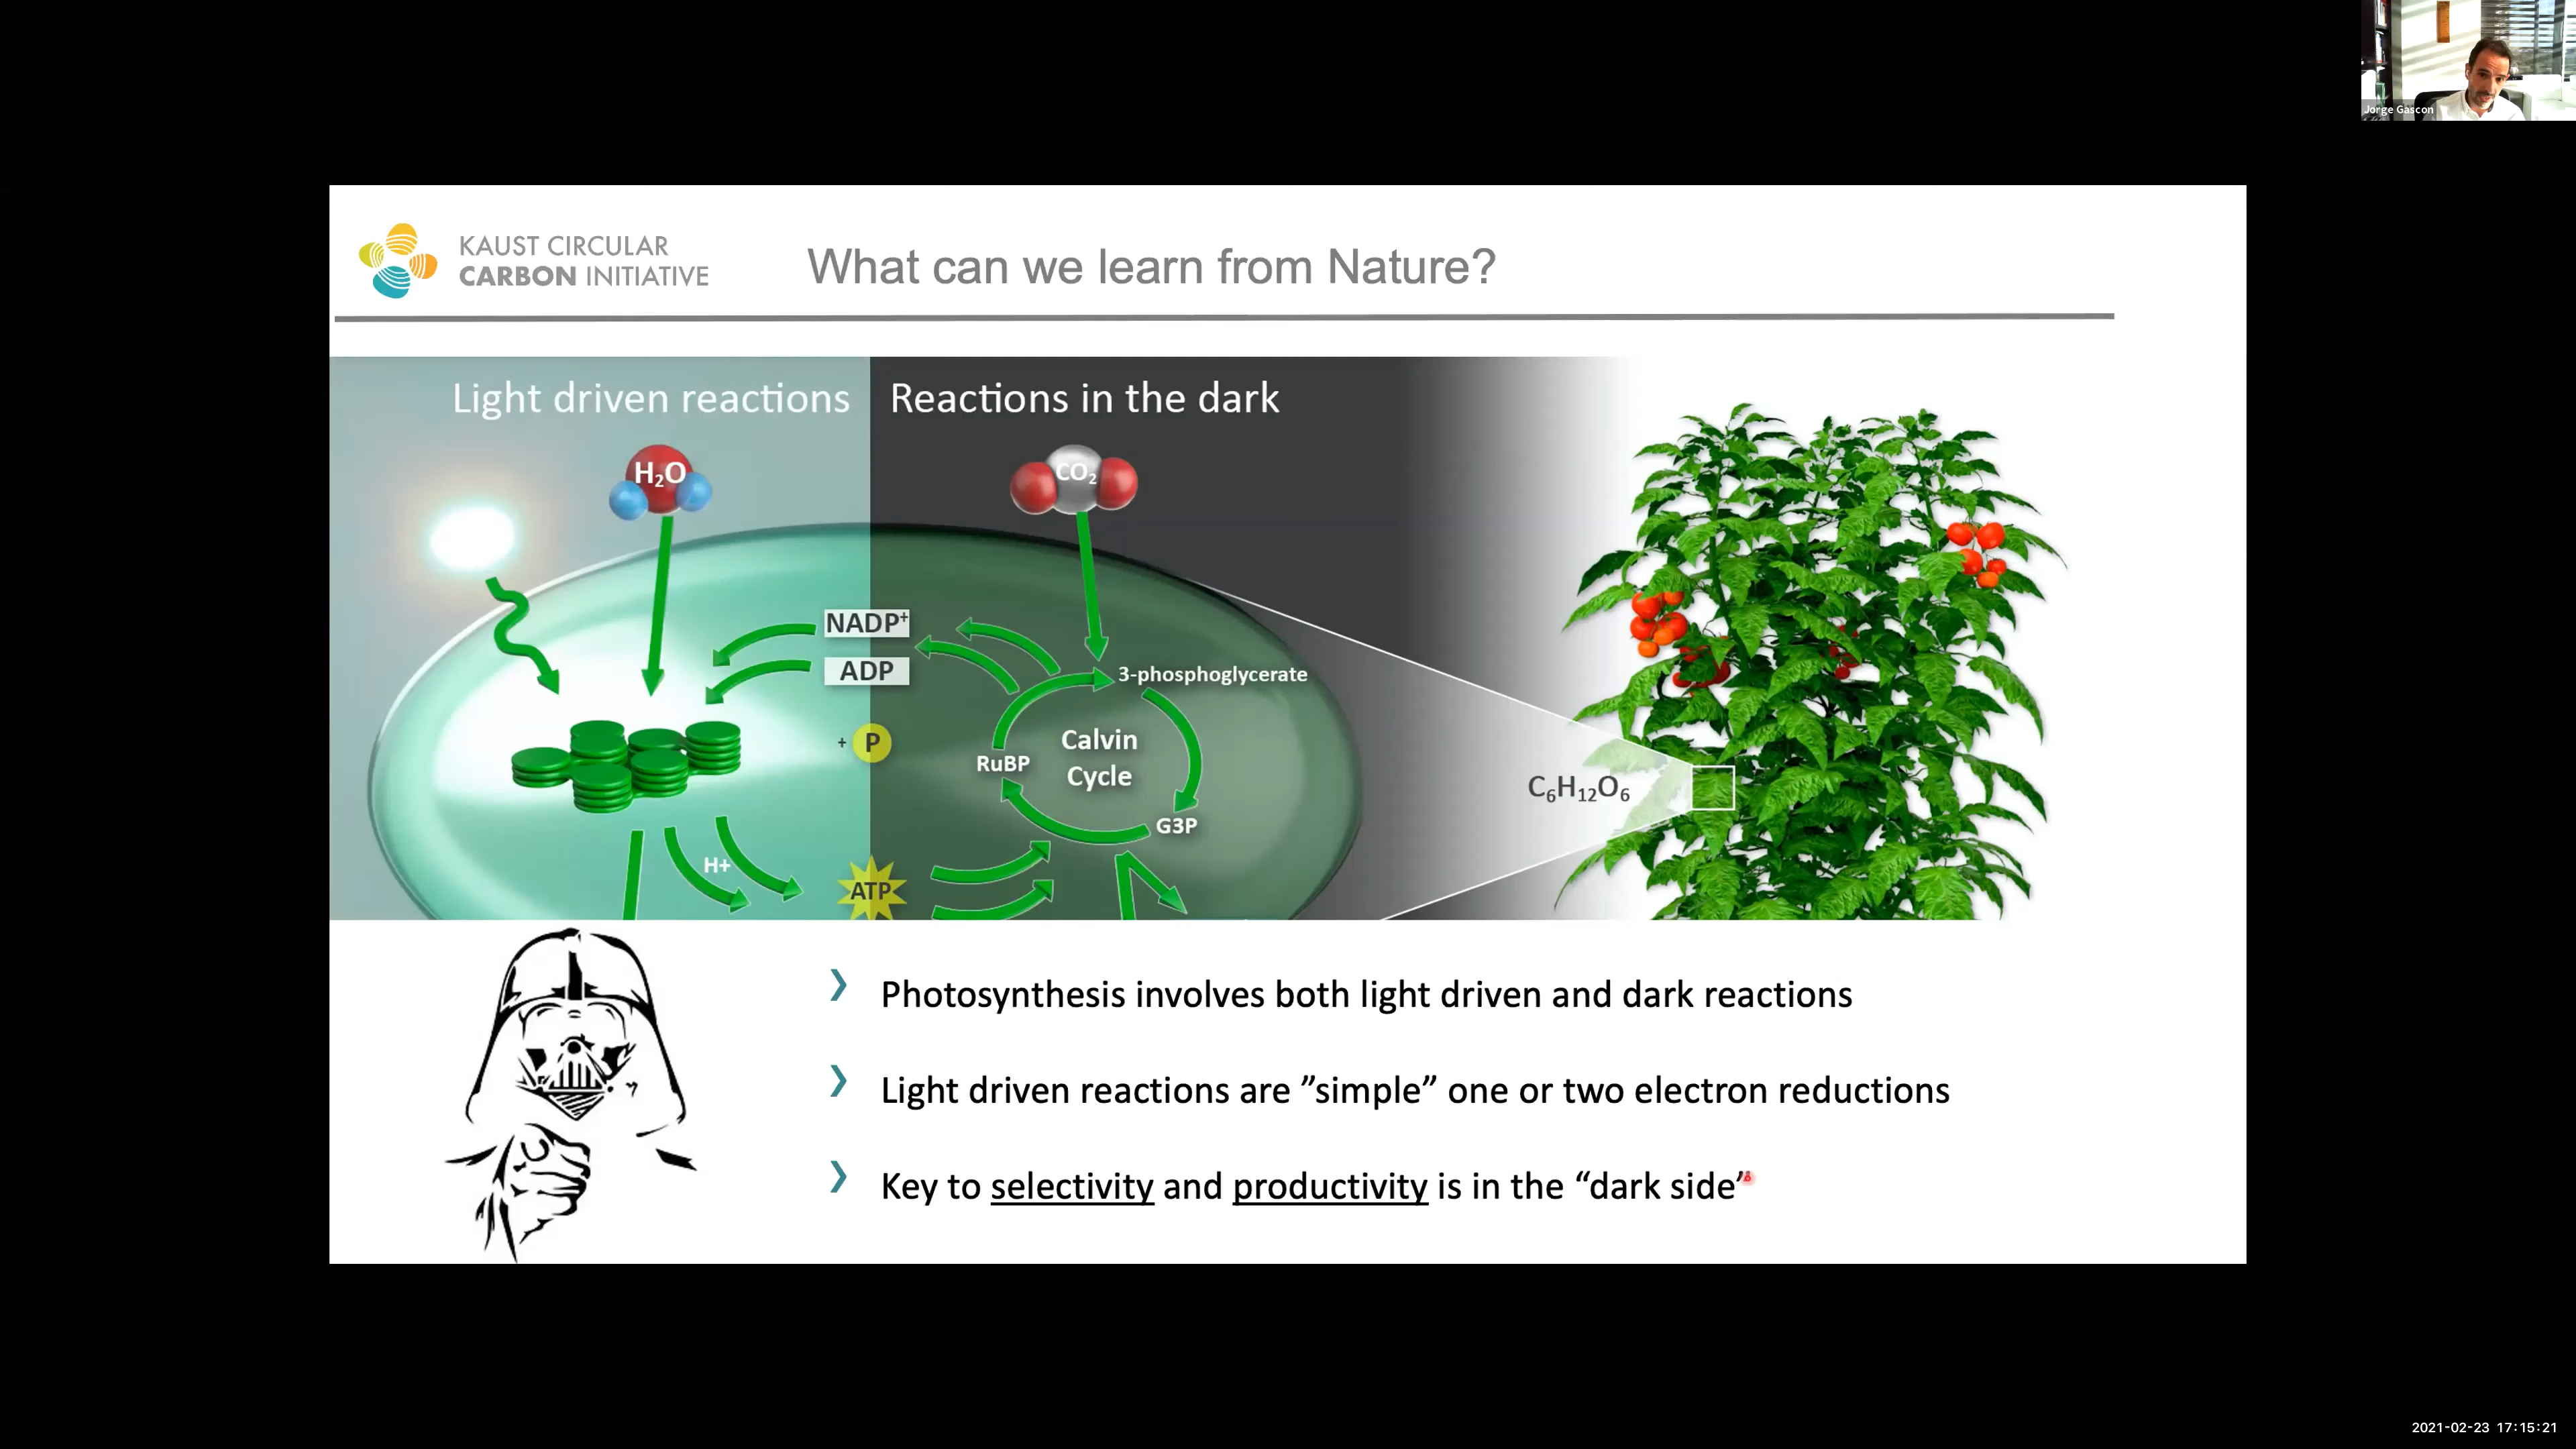 Jorge Gascon
KAUST CIRCULAR
CARBON INITIATIVE
What can we learn from Nature?
Light driven reactions
Reactions in the dark
H₂O
CO₂
NADP⁺
ADP
+ P
H+
ATP
3-phosphoglycerate
Calvin
Cycle
RuBP
G3P
C₆H₁₂O₆
› Photosynthesis involves both light driven and dark reactions
› Light driven reactions are ”simple” one or two electron reductions
› Key to selectivity and productivity is in the “dark side”
2021-02-23 17:15:21